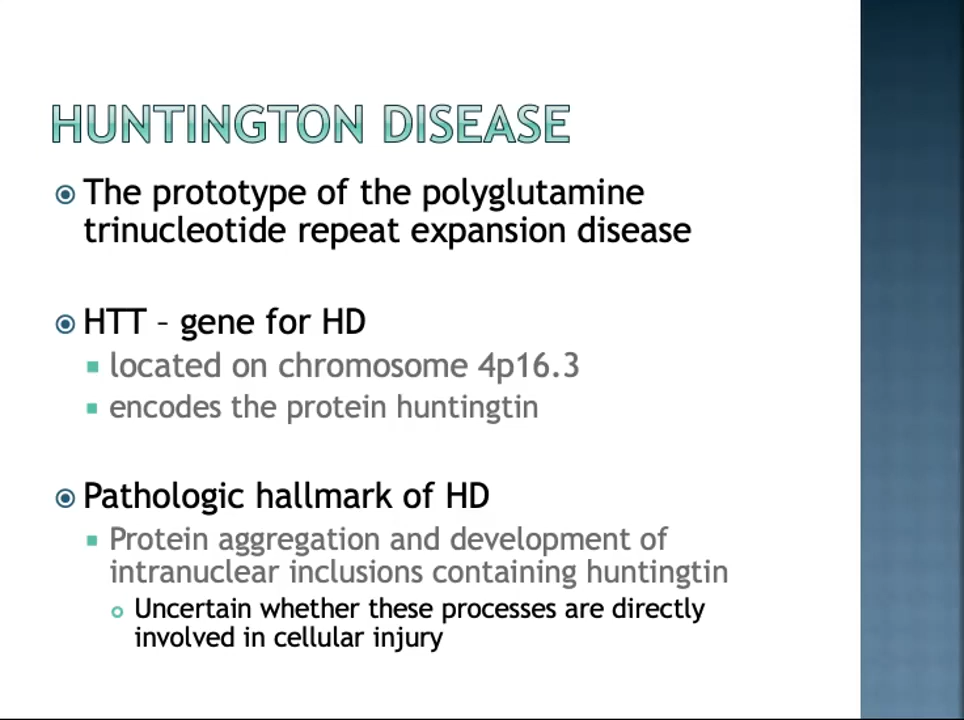 HUNTINGTON DISEASE
The prototype of the polyglutamine
trinucleotide repeat expansion disease
HTT – gene for HD
located on chromosome 4p16.3
encodes the protein huntingtin
Pathologic hallmark of HD
Protein aggregation and development of
intranuclear inclusions containing huntingtin
Uncertain whether these processes are directly
involved in cellular injury